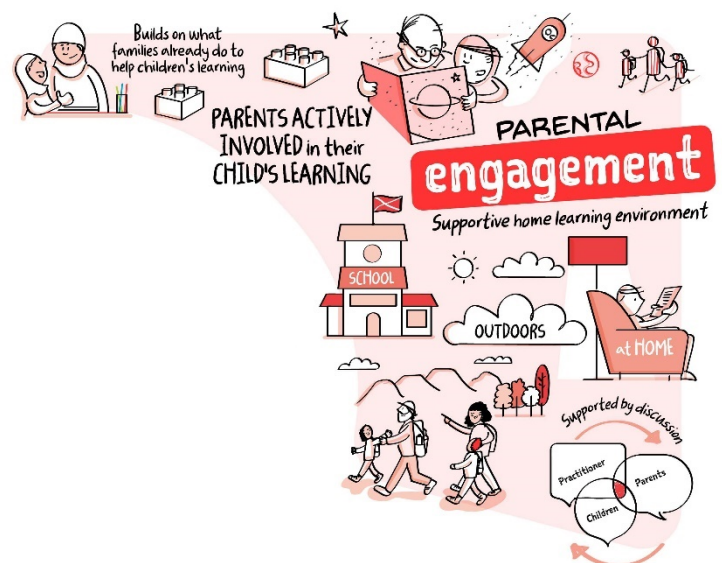 Builds on what
families already do to
help children's learning
PARENTS ACTIVELY
INVOLVED in their
CHILD'S LEARNING
PARENTAL
engagement
Supportive home learning environment
SCHOOL
OUTDOORS
at HOME
Supported by discussion
Practitioner
Parents
Children